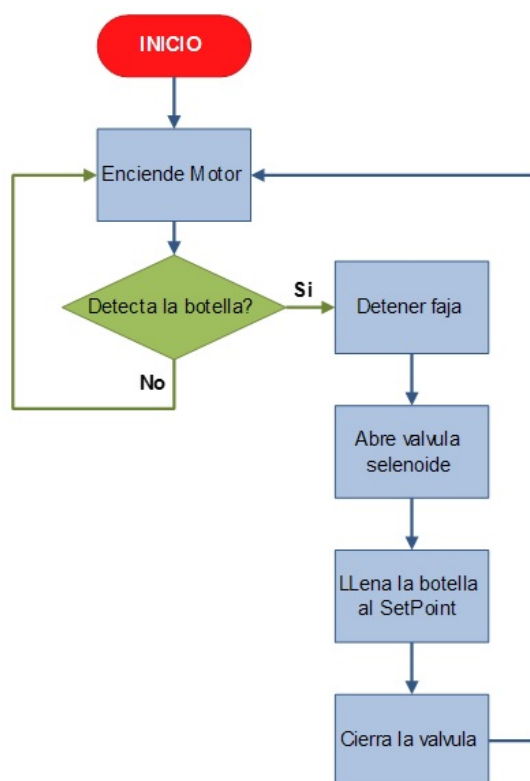 INICIO
Enciende Motor
Detecta la botella?
Si
No
Detener faja
Abre valvula
selenoide
LLena la botella
al SetPoint
Cierra la valvula